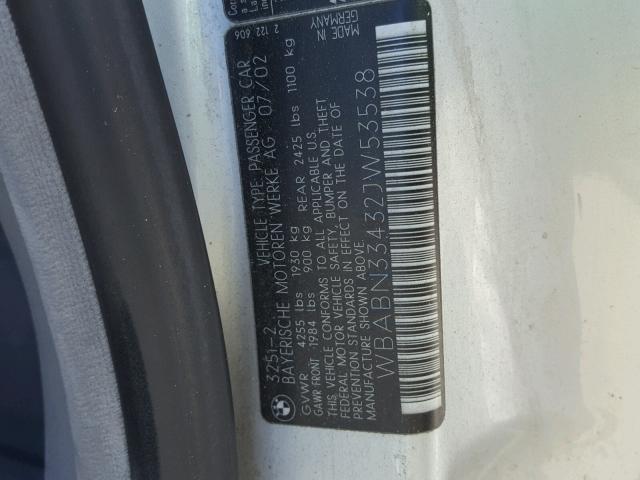 325i-2 VEHICLE TYPE: PASSENGER CAR
BAYERISCHE MOTOREN WERKE AG 07/02
GVWR 4255 lbs 1930 kg REAR 2425 lbs 1100 kg
GAWR FRONT 1984 lbs 900 kg
THIS VEHICLE CONFORMS TO ALL APPLICABLE U.S.
FEDERAL MOTOR VEHICLE SAFETY, BUMPER AND THEFT
PREVENTION STANDARDS IN EFFECT ON THE DATE OF
MANUFACTURE SHOWN ABOVE
WBABN33432JW53538
2 122 606
MADE IN
GERMANY